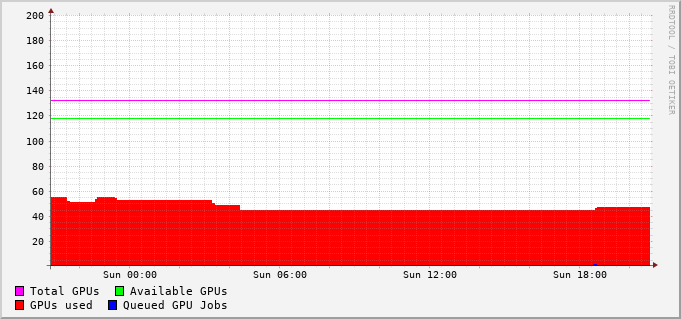 200
180
160
140
120
100
80
60
40
20
Sun 00:00 Sun 06:00 Sun 12:00 Sun 18:00
Total GPUs Available GPUs
GPUs used Queued GPU Jobs
RRDTOOL / TOBI OETIKER